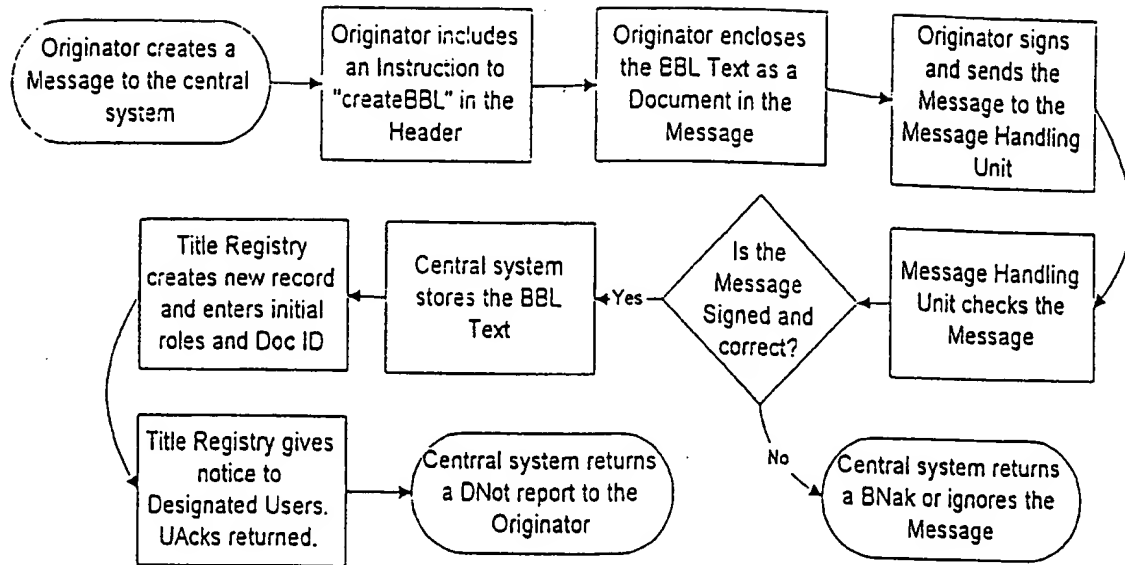 Originator creates a
Message to the central
system
Originator includes
an Instruction to
"createBBL" in the
Header
Originator encloses
the BBL Text as a
Document in the
Message
Originator signs
and sends the
Message to the
Message Handling
Unit
Message Handling
Unit checks the
Message
Is the
Message
Signed and
correct?
Yes
Central system
stores the BBL
Text
Title Registry
creates new record
and enters initial
roles and Doc ID
Title Registry gives
notice to
Designated Users.
UAcks returned.
Centrral system returns
a DNot report to the
Originator
No
Central system returns
a BNak or ignores the
Message